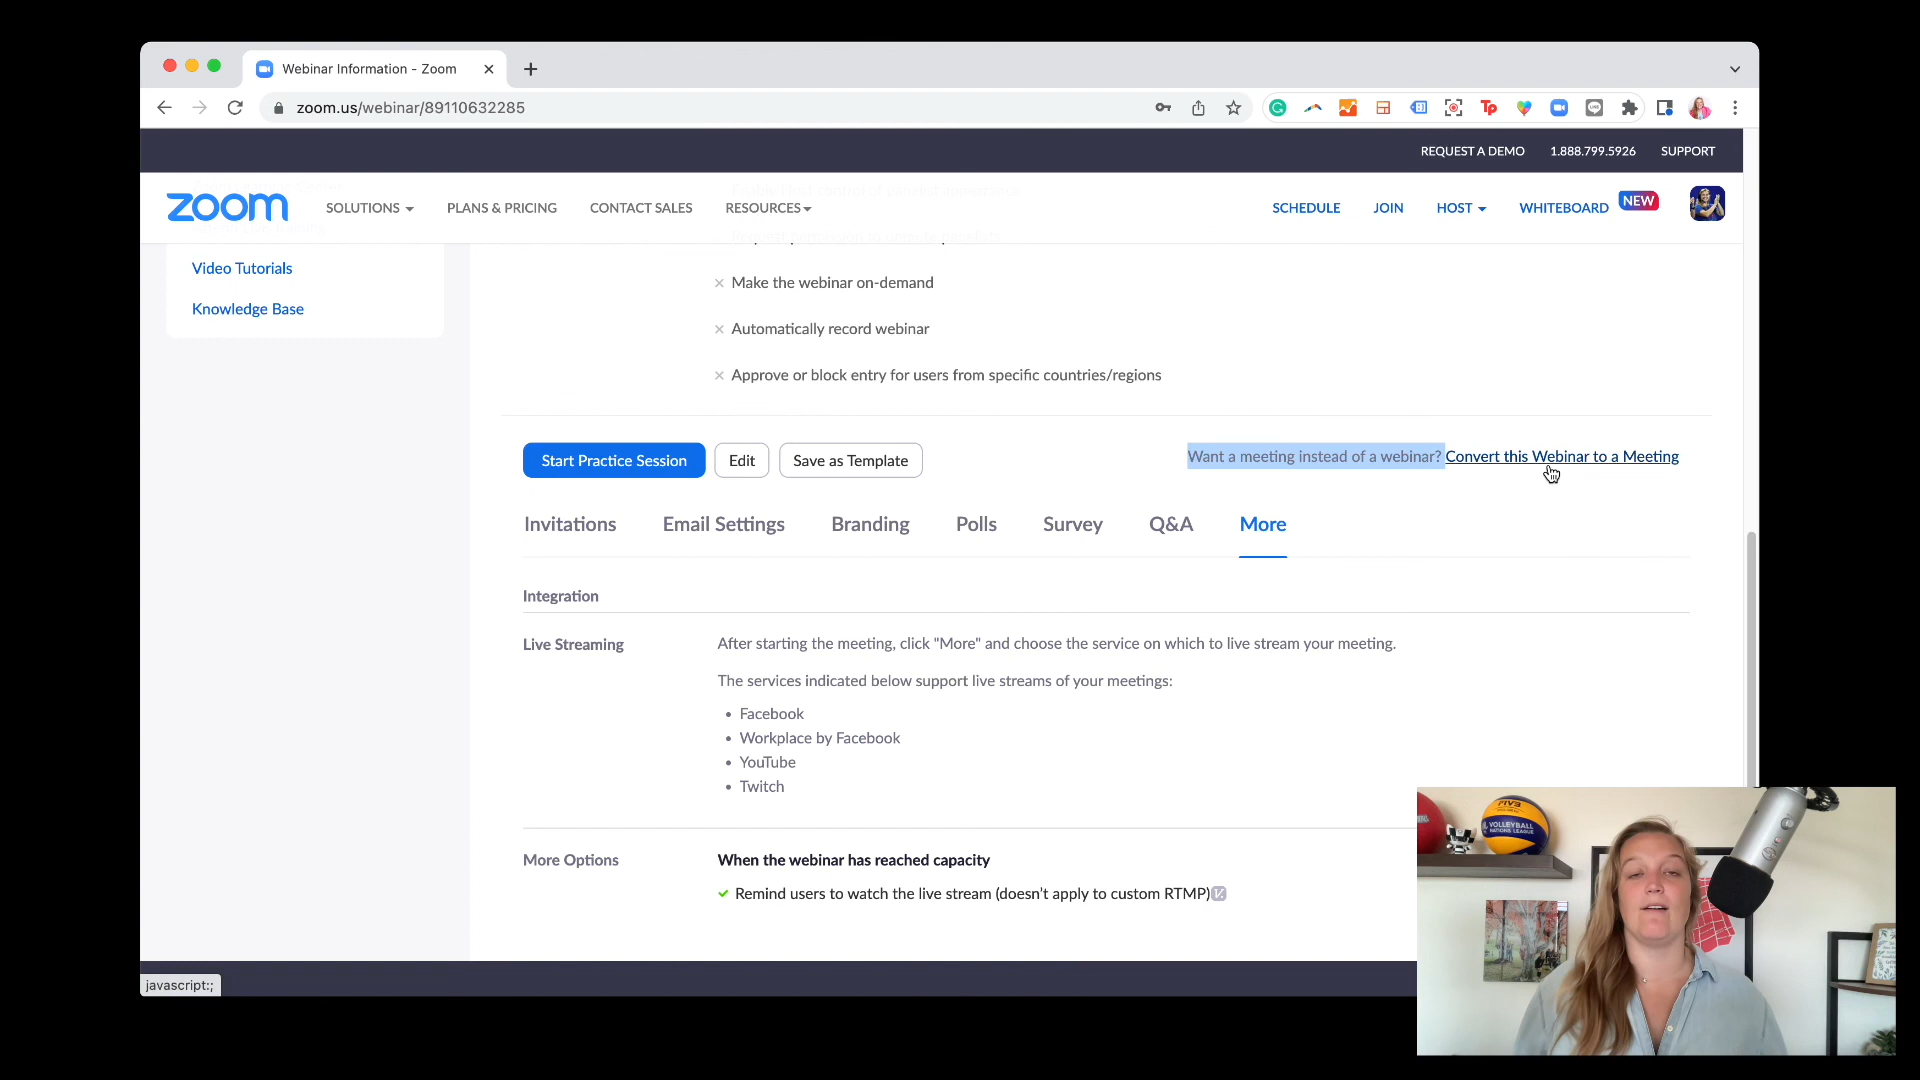 Webinar Information - Zoom
zoom.us/webinar/89110632285
REQUEST A DEMO 1.888.799.5926 SUPPORT
zoom SOLUTIONS PLANS & PRICING CONTACT SALES RESOURCES SCHEDULE JOIN HOST WHITEBOARD NEW
Video Tutorials
Knowledge Base
× Make the webinar on-demand
× Automatically record webinar
× Approve or block entry for users from specific countries/regions
Start Practice Session Edit Save as Template Want a meeting instead of a webinar? Convert this Webinar to a Meeting
Invitations Email Settings Branding Polls Survey Q&A More
Integration
Live Streaming After starting the meeting, click "More" and choose the service on which to live stream your meeting.
The services indicated below support live streams of your meetings:
• Facebook
• Workplace by Facebook
• YouTube
• Twitch
More Options When the webinar has reached capacity
Remind users to watch the live stream (doesn't apply to custom RTMP)
javascript:;
FIVB
VOLLEYBALL
NATIONS LEAGUE